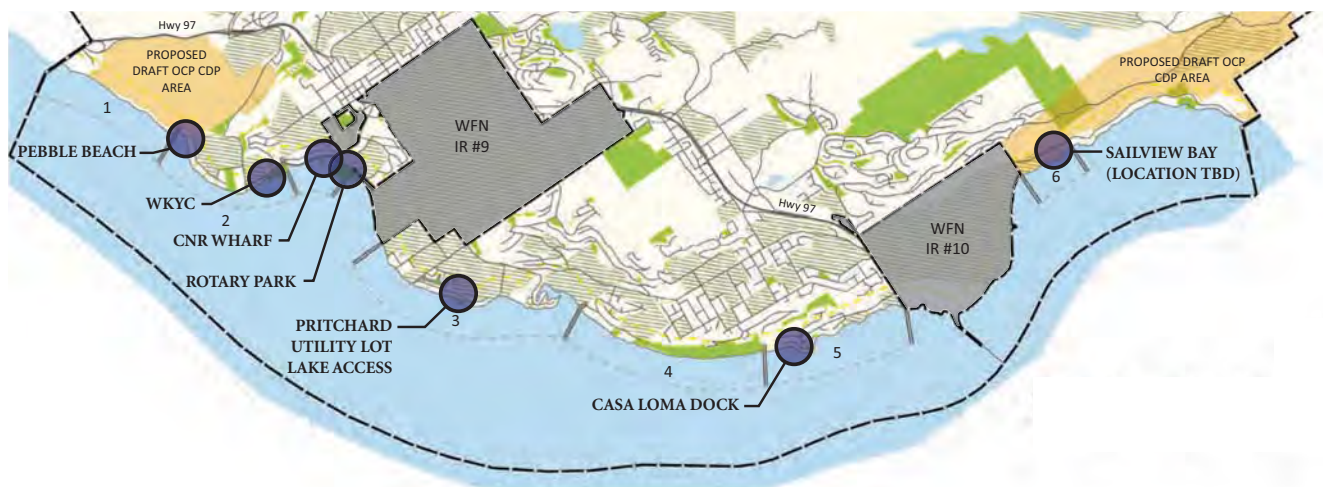 Hwy 97
PROPOSED
DRAFT OCP CDP
AREA
1
PEBBLE BEACH
WKYC
2
CNR WHARF
ROTARY PARK
WFN
IR #9
PRITCHARD
UTILITY LOT
LAKE ACCESS
3
4
CASA LOMA DOCK
5
Hwy 97
WFN
IR #10
PROPOSED DRAFT OCP
CDP AREA
6
SAILVIEW BAY
(LOCATION TBD)